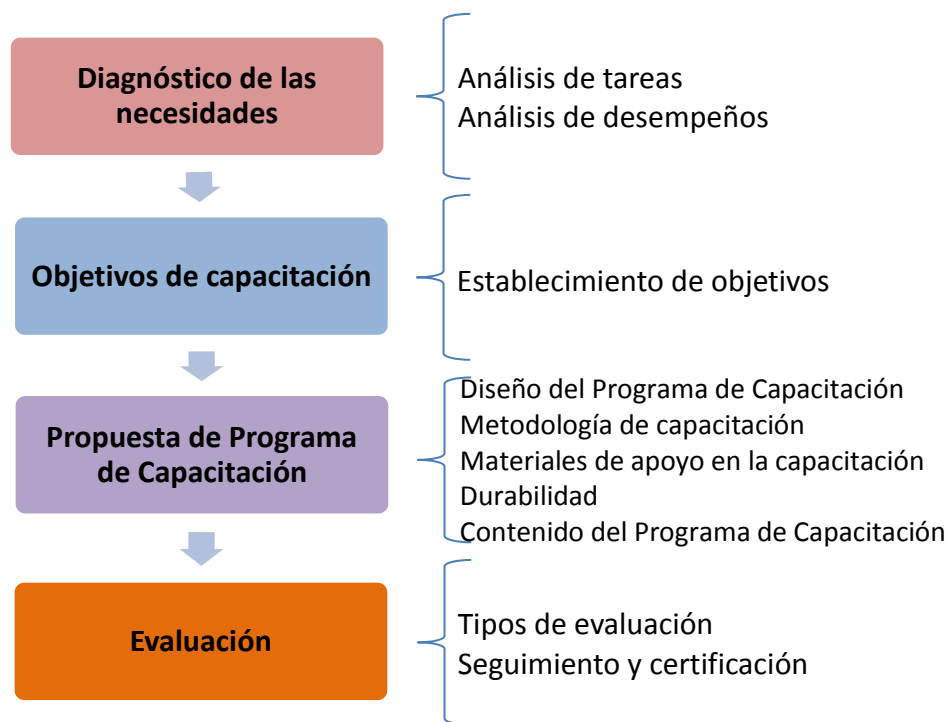 Diagnóstico de las
necesidades
Análisis de tareas
Análisis de desempeños
Objetivos de capacitación
Establecimiento de objetivos
Propuesta de Programa
de Capacitación
Diseño del Programa de Capacitación
Metodología de capacitación
Materiales de apoyo en la capacitación
Durabilidad
Contenido del Programa de Capacitación
Evaluación
Tipos de evaluación
Seguimiento y certificación